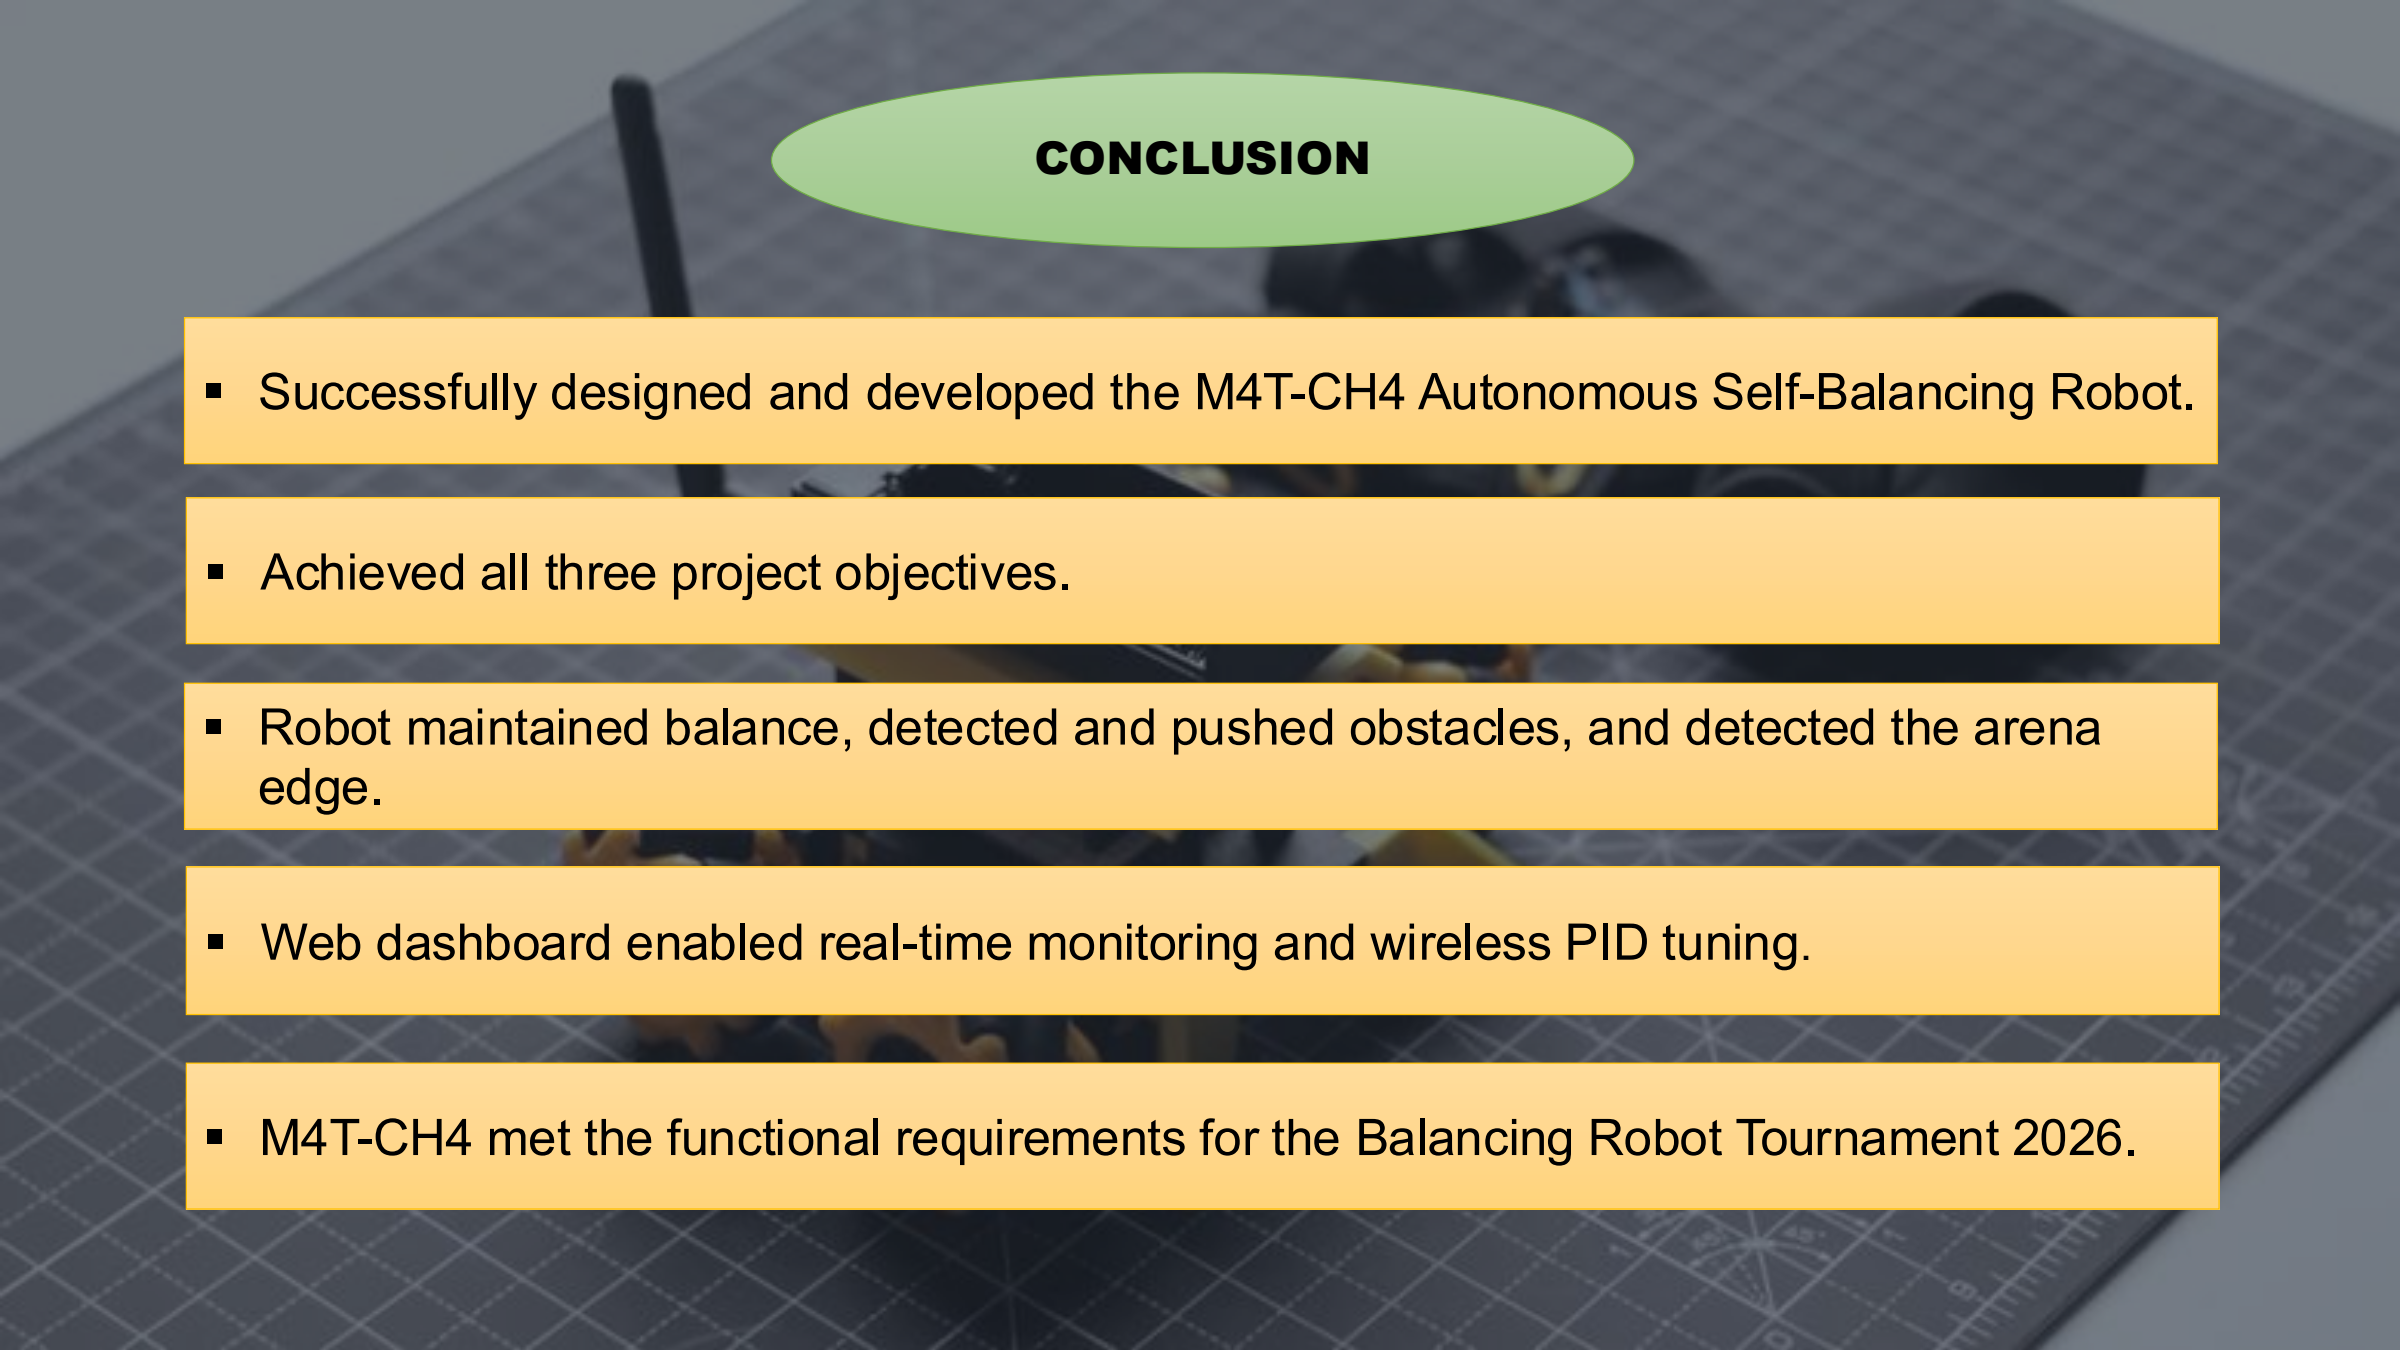 CONCLUSION
▪ Successfully designed and developed the M4T-CH4 Autonomous Self-Balancing Robot.
▪ Achieved all three project objectives.
▪ Robot maintained balance, detected and pushed obstacles, and detected the arena
edge.
▪ Web dashboard enabled real-time monitoring and wireless PID tuning.
▪ M4T-CH4 met the functional requirements for the Balancing Robot Tournament 2026.